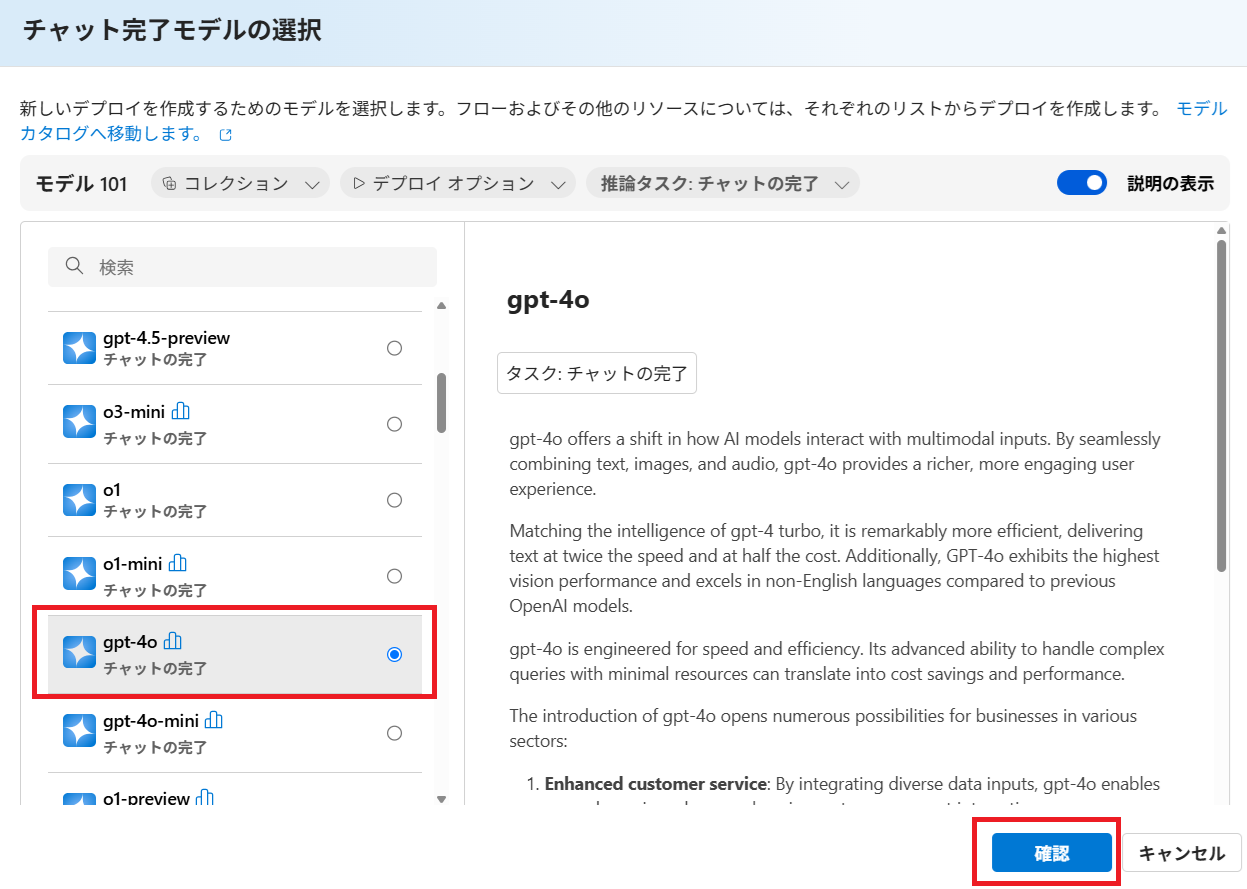 チャット完了モデルの選択
新しいデプロイを作成するためのモデルを選択します。フローおよびその他のリソースについては、それぞれのリストからデプロイを作成します。 モデル
カタログへ移動します。
モデル 101 コレクション デプロイ オプション 推論タスク: チャットの完了 説明の表示
検索
gpt-4.5-preview
チャットの完了
o3-mini
チャットの完了
o1
チャットの完了
o1-mini
チャットの完了
gpt-4o
チャットの完了
gpt-4o-mini
チャットの完了
o1-preview
gpt-4o
タスク: チャットの完了
gpt-4o offers a shift in how AI models interact with multimodal inputs. By seamlessly
combining text, images, and audio, gpt-4o provides a richer, more engaging user
experience.
Matching the intelligence of gpt-4 turbo, it is remarkably more efficient, delivering
text at twice the speed and at half the cost. Additionally, GPT-4o exhibits the highest
vision performance and excels in non-English languages compared to previous
OpenAI models.
gpt-4o is engineered for speed and efficiency. Its advanced ability to handle complex
queries with minimal resources can translate into cost savings and performance.
The introduction of gpt-4o opens numerous possibilities for businesses in various
sectors:
1. Enhanced customer service: By integrating diverse data inputs, gpt-4o enables
確認 キャンセル